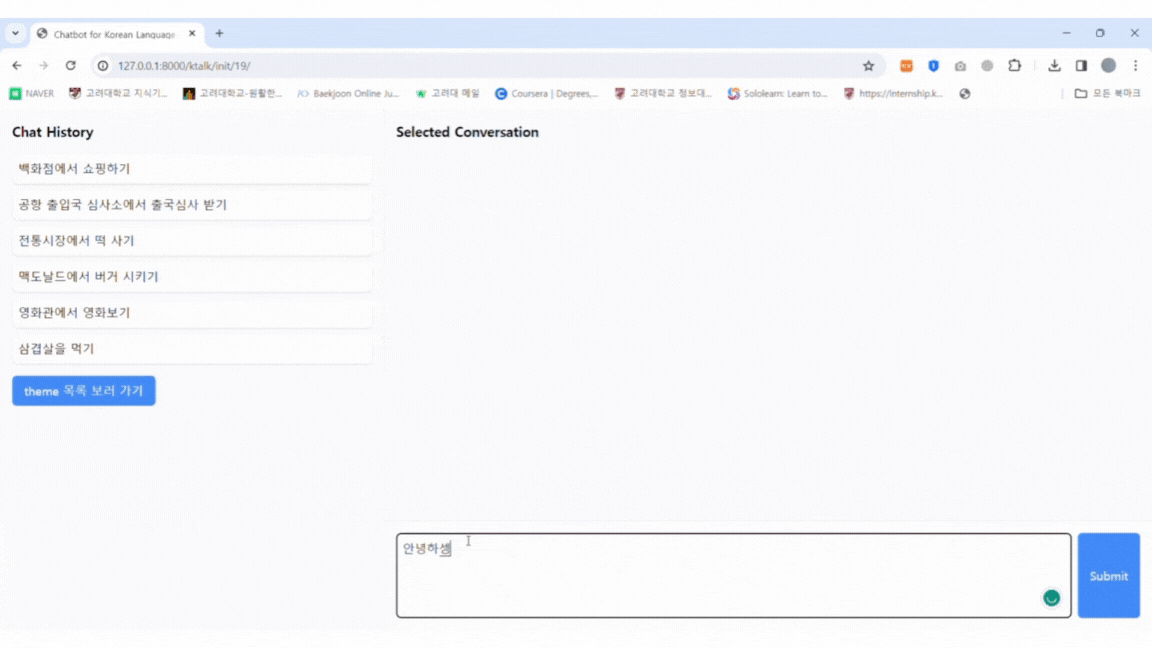 Chatbot for Korean Language
127.0.0.1:8000/ktalk/init/19/
NAVER 고려대학교 지식기... 고려대학교-원활한... </> Baekjoon Online Ju... 고려대 메일 Coursera | Degrees,... 고려대학교 정보대... Sololearn: Learn to... https://internship.k... 모든 북마크
Chat History
백화점에서 쇼핑하기
공항 출입국 심사소에서 출국심사 받기
전통시장에서 떡 사기
맥도날드에서 버거 시키기
영화관에서 영화보기
삼겹살을 먹기
theme 목록 보러 가기
Selected Conversation
안녕하셍
Submit